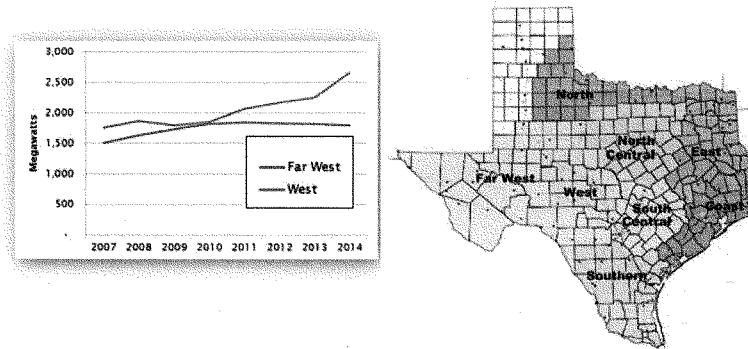 3,000
2,500
2,000
1,500
1,000
500
-
Megawatts
2007 2008 2009 2010 2011 2012 2013 2014
Far West
West
North
North Central
East
Far West
West
South Central
Coast
Southern